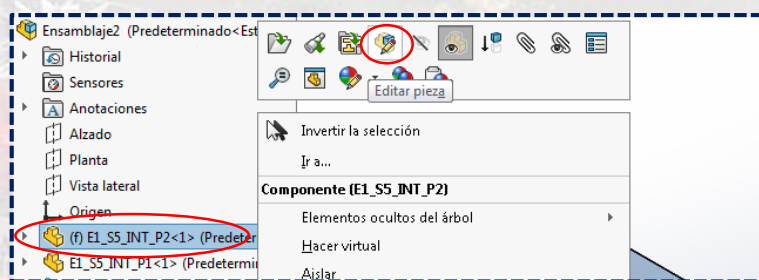 Ensamblaje2 (Predeterminado<Est
Historial
Sensores
Anotaciones
Alzado
Planta
Vista lateral
Origen
(f) E1_S5_INT_P2<1> (Predeter
E1_S5_INT_P1<1> (Predetermi
Editar pieza
Invertir la selección
Ir a...
Componente (E1_S5_INT_P2)
Elementos ocultos del árbol
Hacer virtual
Aislar